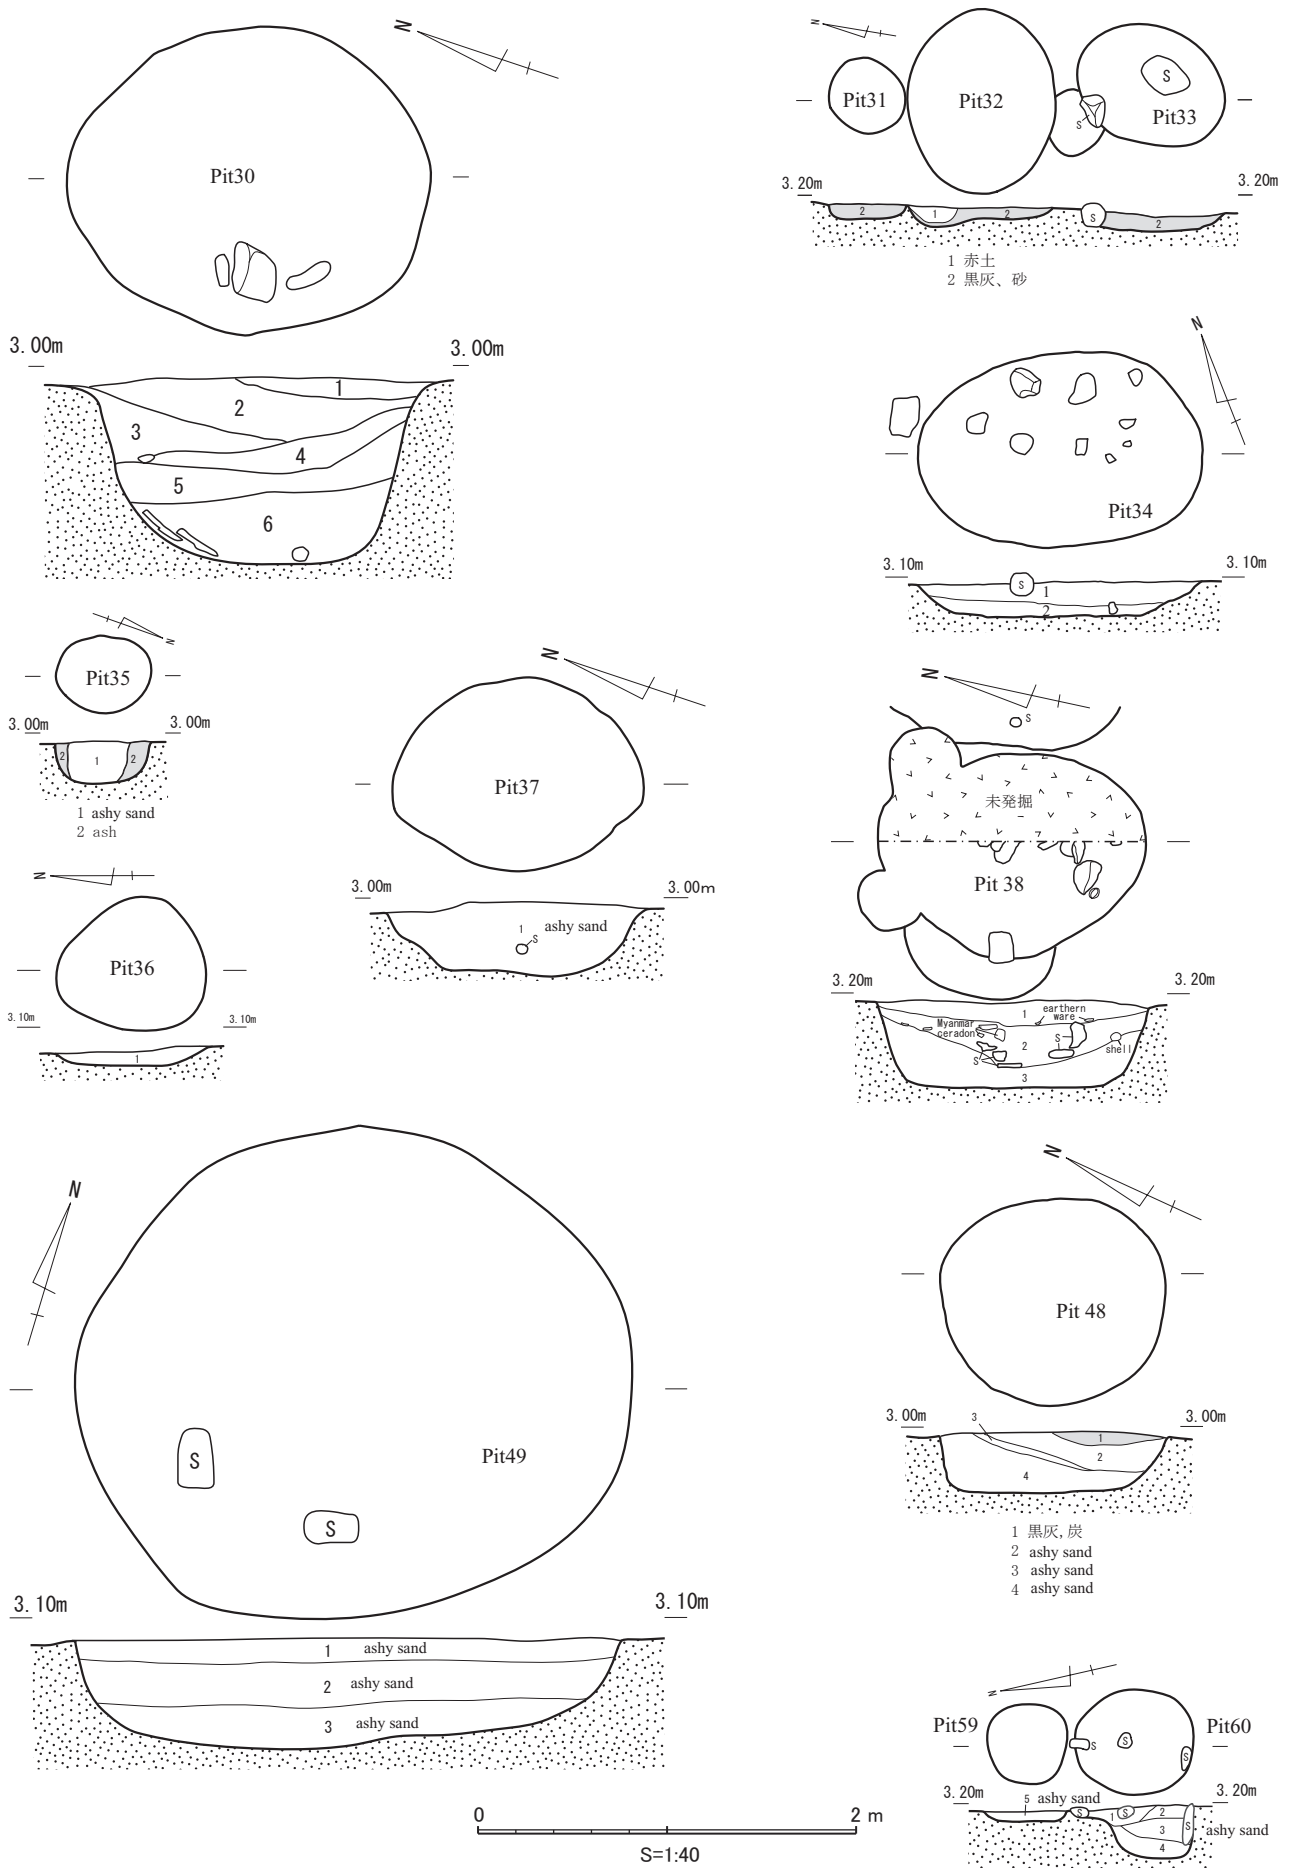 N
Pit30
3.00m
3.00m
1
2
3
4
5
6
N
Pit31
Pit32
S
S
Pit33
3.20m
3.20m
2
1
2
S
2
1 赤土
2 黒灰、砂
N
Pit34
3.10m
3.10m
S
1
2
N
Pit35
3.00m
3.00m
2
1
2
1 ashy sand
2 ash
N
Pit37
3.00m
3.00m
1
ashy sand
S
N
S
未発掘
Pit 38
3.20m
3.20m
1
earthern
ware
Myanmar
ceradon
2
S
S
shell
3
N
Pit36
3.10m
3.10m
1
N
Pit49
S
S
3.10m
3.10m
1 ashy sand
2 ashy sand
3 ashy sand
N
Pit 48
3.00m
3.00m
3
1
2
4
1 黒灰,炭
2 ashy sand
3 ashy sand
4 ashy sand
N
Pit59
Pit60
S
S
S
3.20m
3.20m
5 ashy sand
S
1
S
2
3
4
S
ashy sand
0
2 m
S=1:40